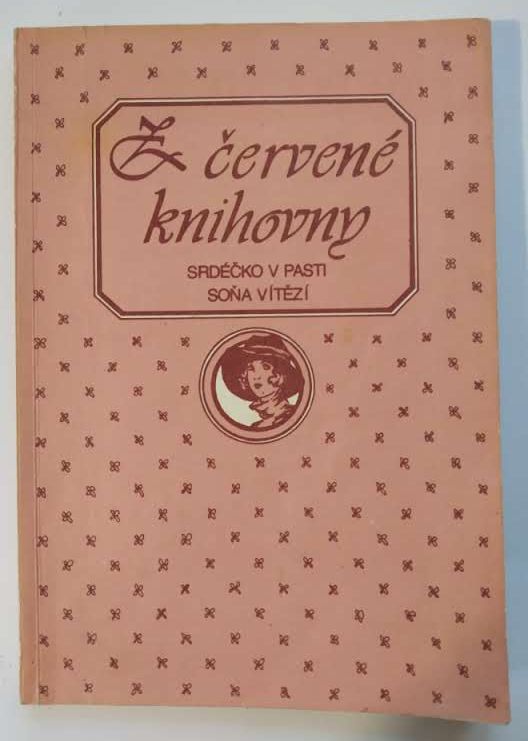 Z červené
knihovny
SRDÉČKO V PASTI
SOŇA VÍTĚZÍ